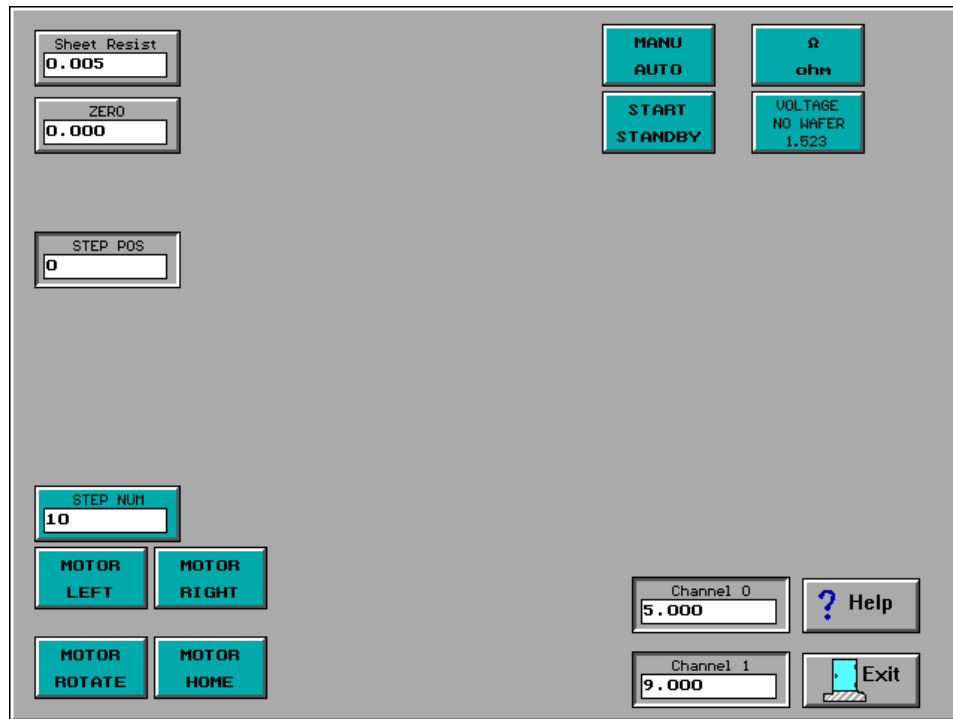 Sheet Resist
0.005
ZERO
0.000
STEP POS
0
MANU
AUTO
Ω
ohm
START
STANDBY
VOLTAGE
NO WAFER
1.523
STEP NUM
10
MOTOR
LEFT
MOTOR
RIGHT
MOTOR
ROTATE
MOTOR
HOME
Channel 0
5.000
? Help
Channel 1
9.000
Exit